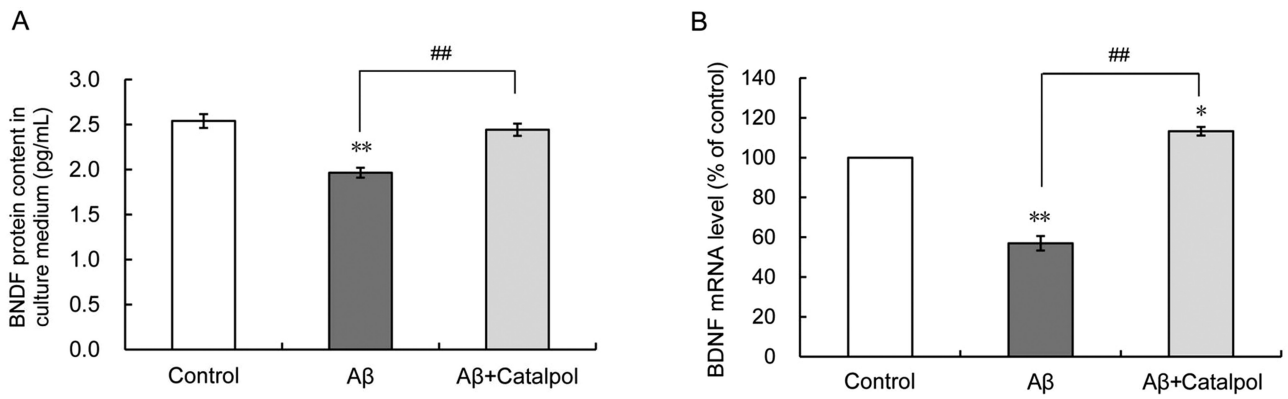 A
BNDF protein content in
culture medium (pg/mL)
3.0
2.5
2.0
1.5
1.0
0.5
0.0
##
**
Control
Aβ
Aβ+Catalpol
B
BDNF mRNA level (% of control)
140
120
100
80
60
40
20
0
##
**
*
Control
Aβ
Aβ+Catalpol